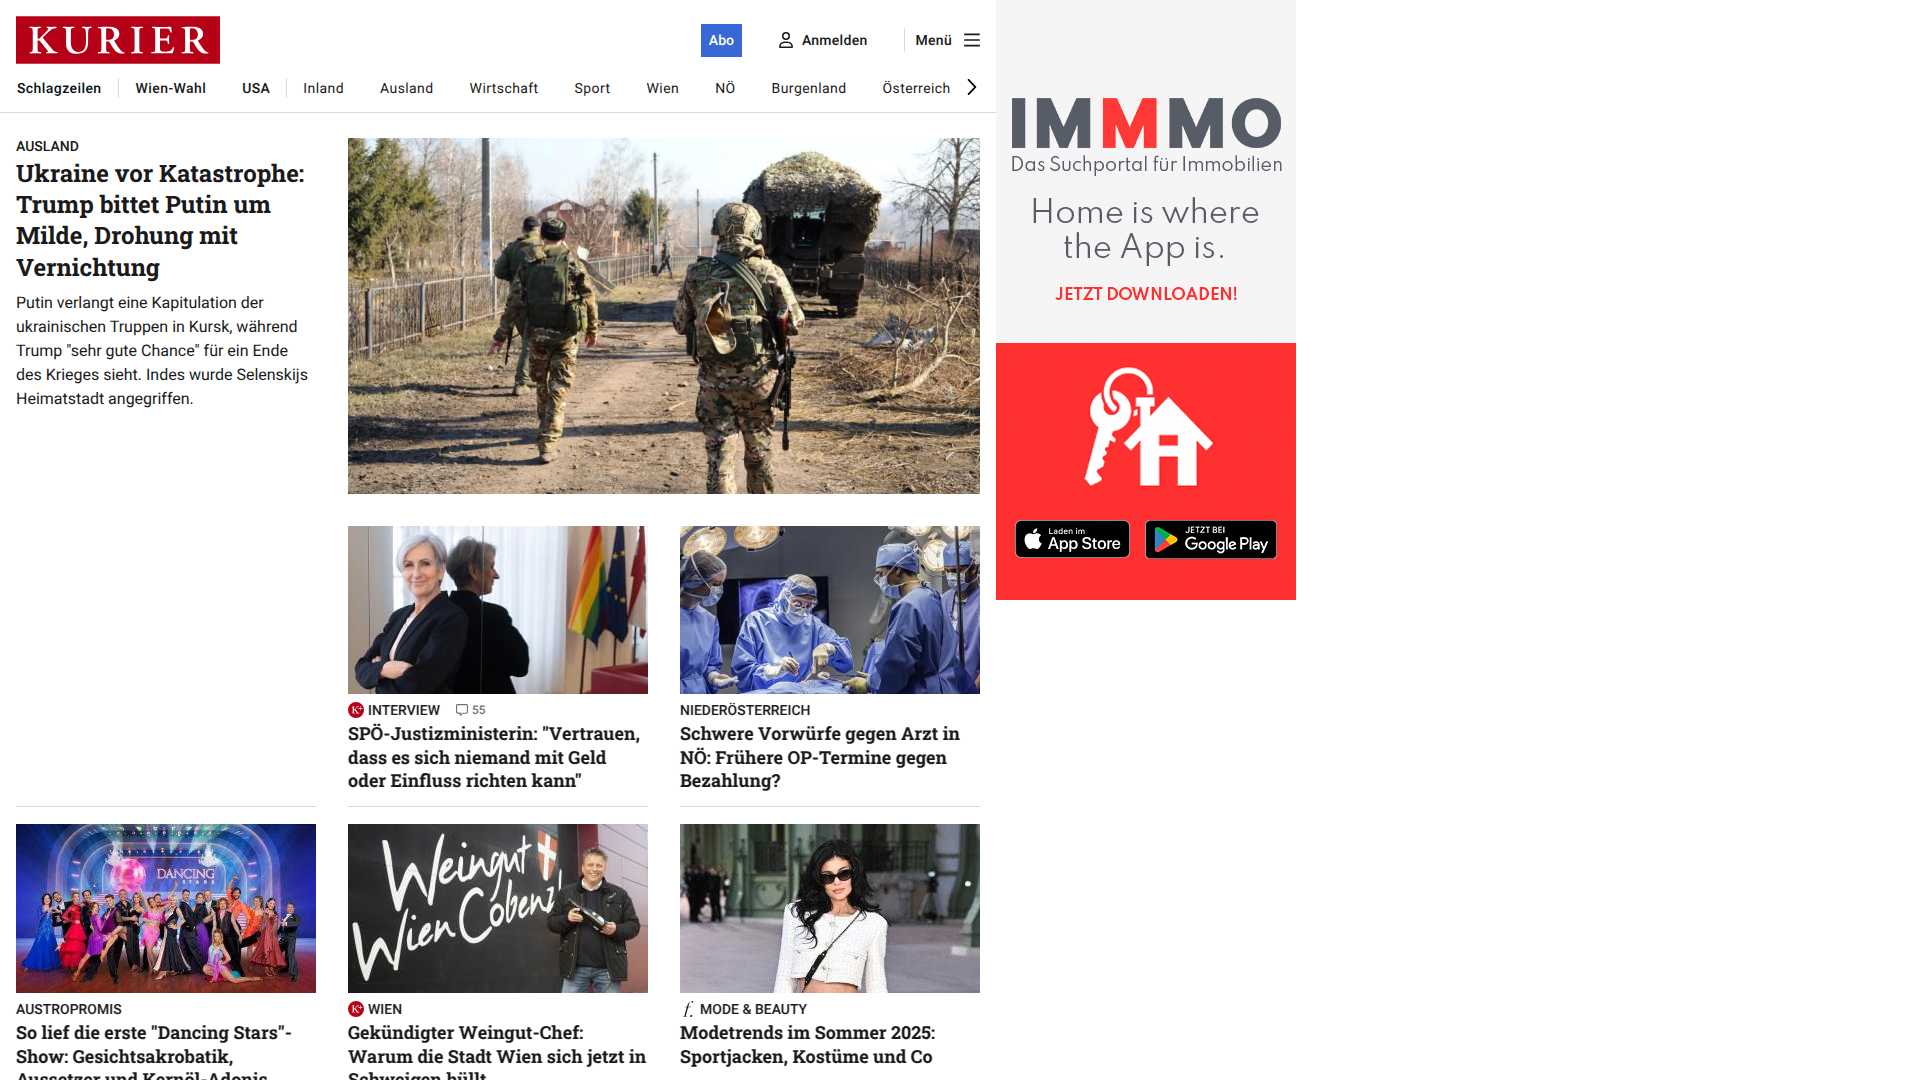 KURIER
Abo
Anmelden
Menü
Schlagzeilen
Wien-Wahl
USA
Inland
Ausland
Wirtschaft
Sport
Wien
NÖ
Burgenland
Österreich
AUSLAND
Ukraine vor Katastrophe:
Trump bittet Putin um
Milde, Drohung mit
Vernichtung
Putin verlangt eine Kapitulation der
ukrainischen Truppen in Kursk, während
Trump "sehr gute Chance" für ein Ende
des Krieges sieht. Indes wurde Selenskijs
Heimatstadt angegriffen.
K+ INTERVIEW 55
SPÖ-Justizministerin: "Vertrauen,
dass es sich niemand mit Geld
oder Einfluss richten kann"
NIEDERÖSTERREICH
Schwere Vorwürfe gegen Arzt in
NÖ: Frühere OP-Termine gegen
Bezahlung?
DANCING
STARS
AUSTROPROMIS
So lief die erste "Dancing Stars"-
Show: Gesichtsakrobatik,
Aussetzer und Kernöl-Adonis
Weingut
Wien Cobenzl
K+ WIEN
Gekündigter Weingut-Chef:
Warum die Stadt Wien sich jetzt in
Schweigen hüllt
f. MODE & BEAUTY
Modetrends im Sommer 2025:
Sportjacken, Kostüme und Co
IMMMO
Das Suchportal für Immobilien
Home is where
the App is.
JETZT DOWNLOADEN!
Laden im
App Store
JETZT BEI
Google Play